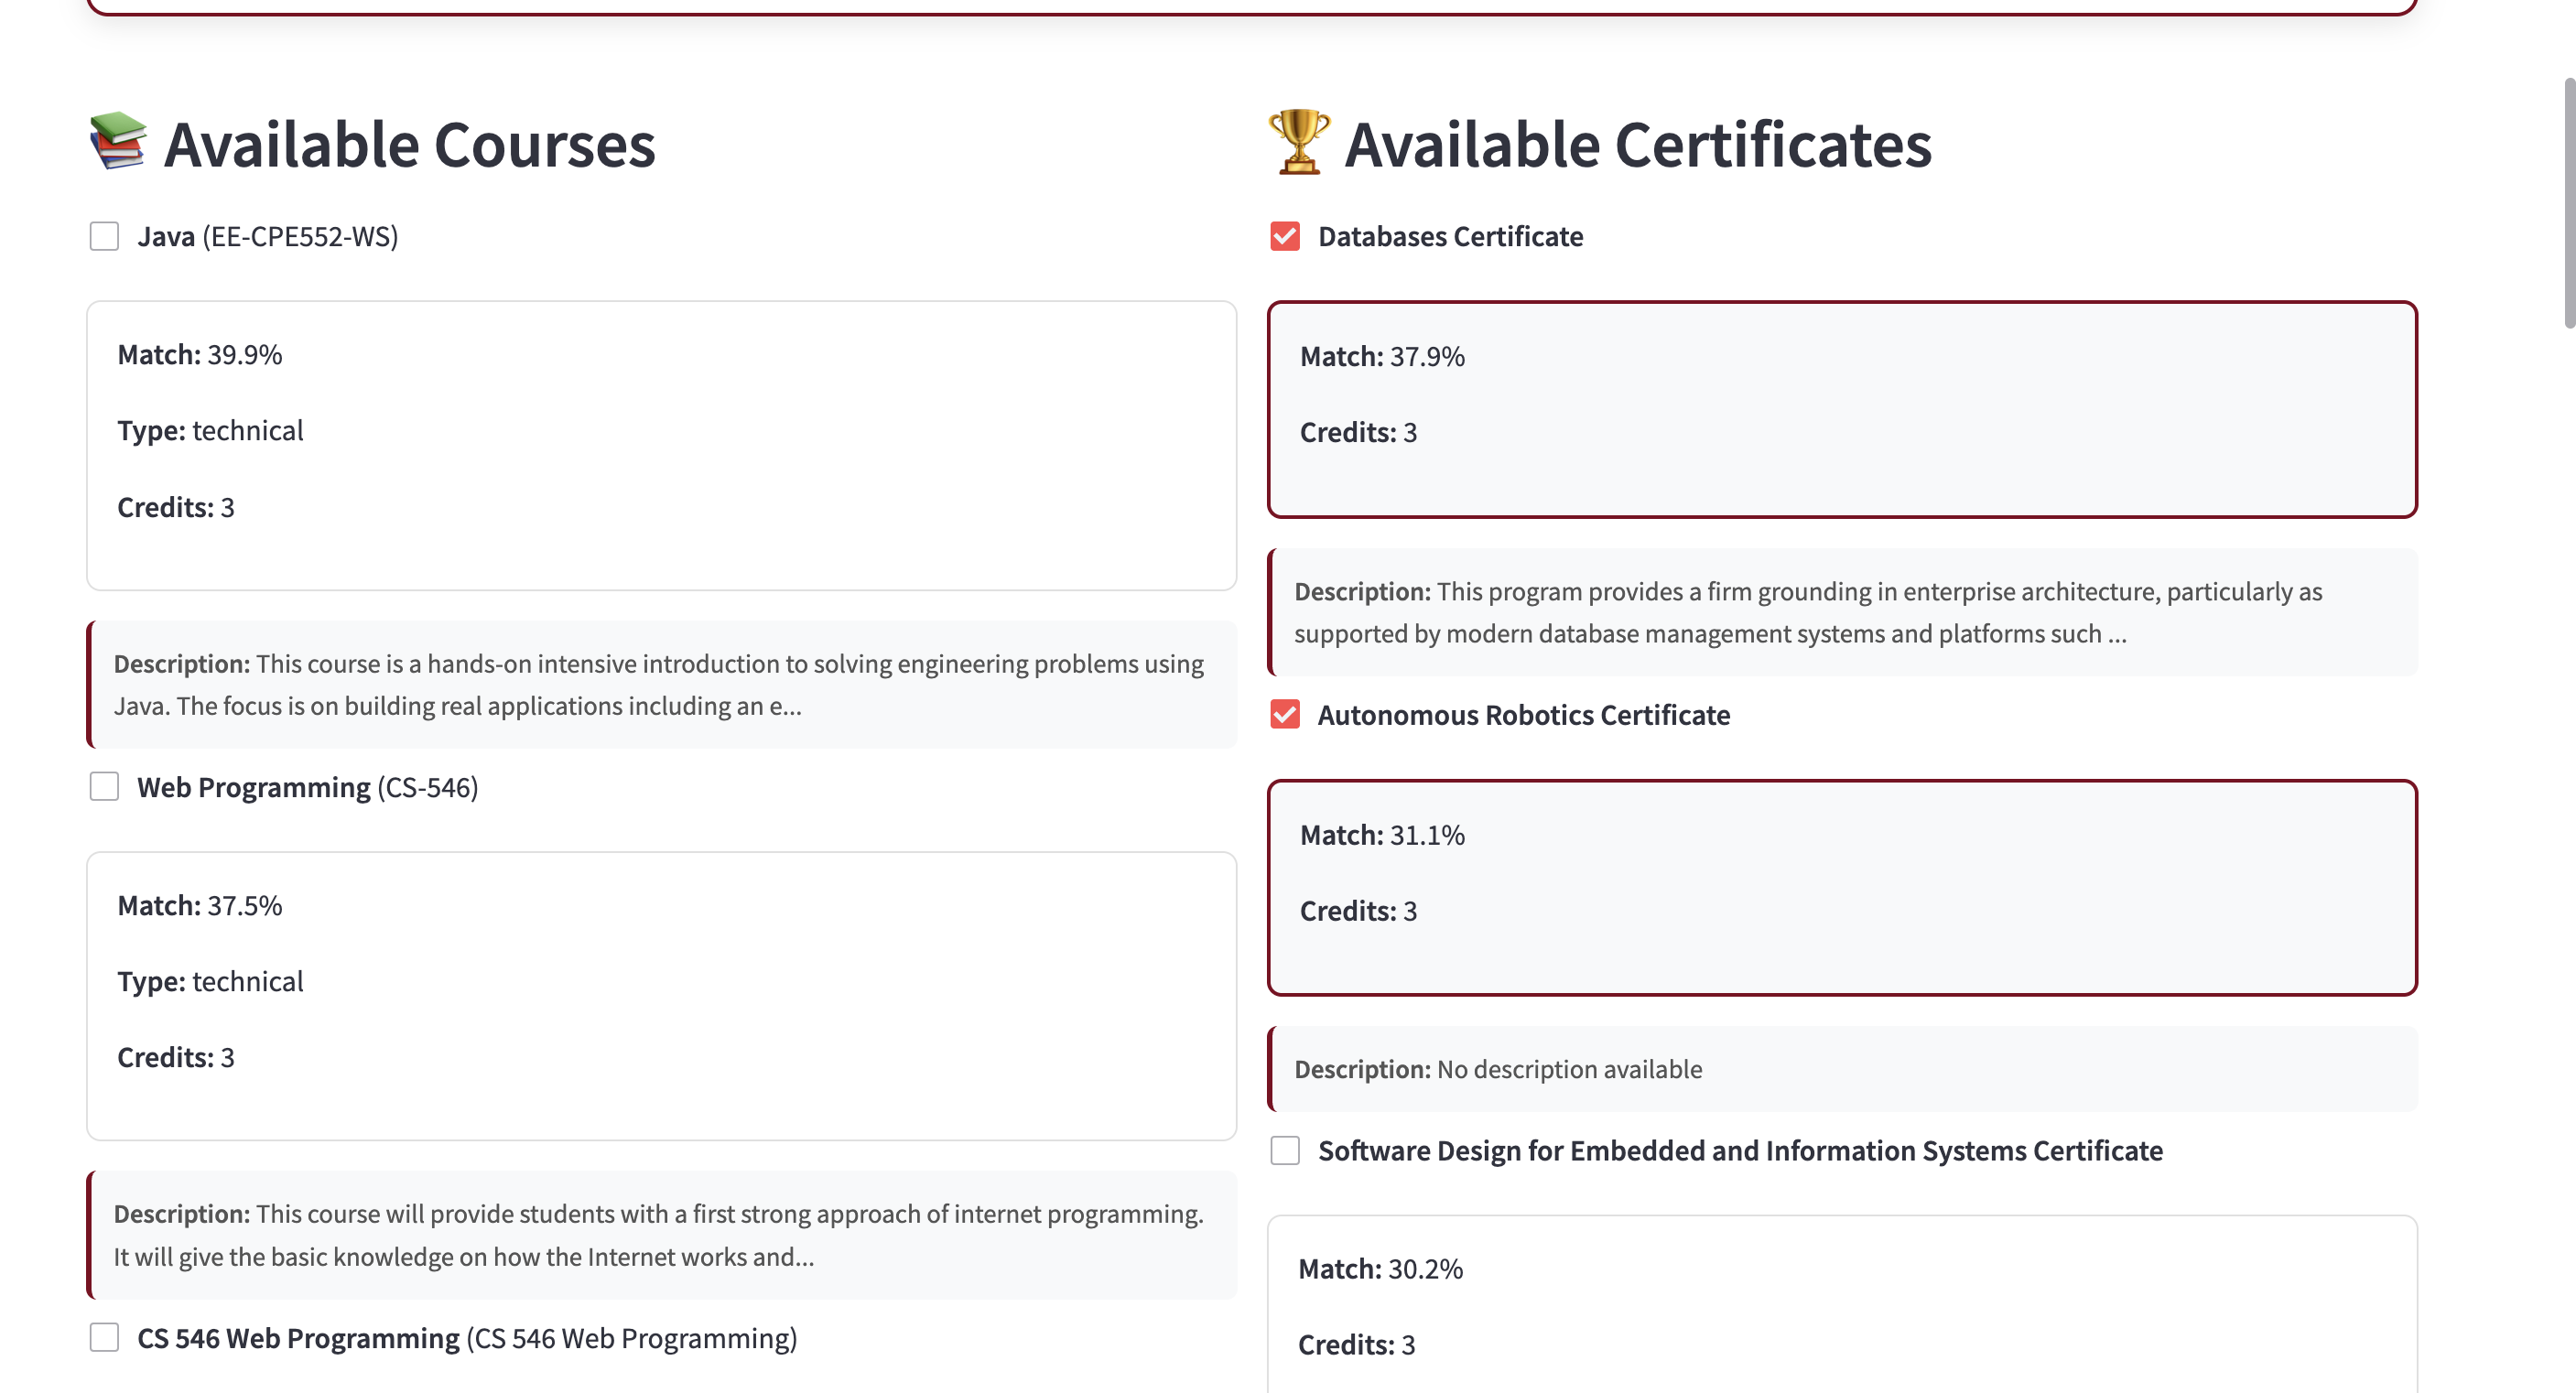 Available Courses
Java (EE-CPE552-WS)
Match: 39.9%
Type: technical
Credits: 3
Description: This course is a hands-on intensive introduction to solving engineering problems using
Java. The focus is on building real applications including an e...
Web Programming (CS-546)
Match: 37.5%
Type: technical
Credits: 3
Description: This course will provide students with a first strong approach of internet programming.
It will give the basic knowledge on how the Internet works and...
CS 546 Web Programming (CS 546 Web Programming)
Available Certificates
Databases Certificate
Match: 37.9%
Credits: 3
Description: This program provides a firm grounding in enterprise architecture, particularly as
supported by modern database management systems and platforms such ...
Autonomous Robotics Certificate
Match: 31.1%
Credits: 3
Description: No description available
Software Design for Embedded and Information Systems Certificate
Match: 30.2%
Credits: 3